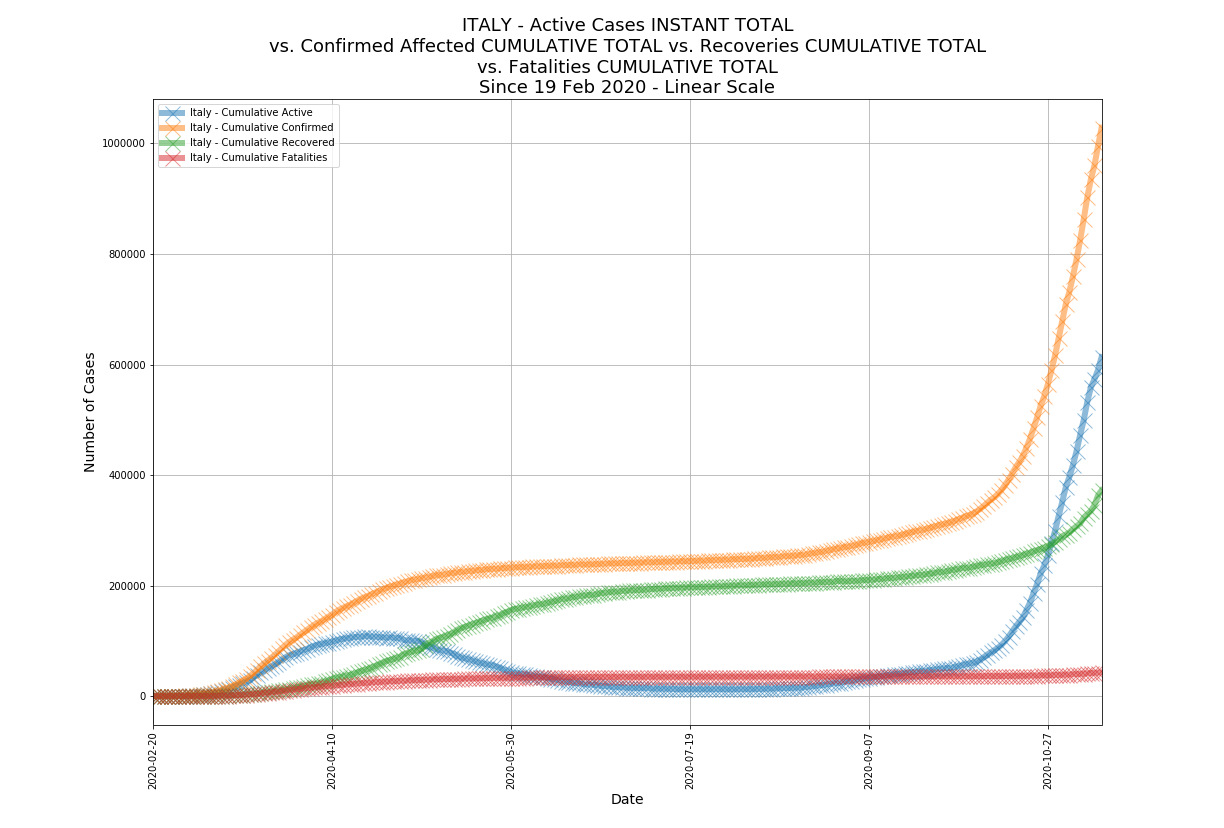 ITALY - Active Cases INSTANT TOTAL
vs. Confirmed Affected CUMULATIVE TOTAL vs. Recoveries CUMULATIVE TOTAL
vs. Fatalities CUMULATIVE TOTAL
Since 19 Feb 2020 - Linear Scale
Italy - Cumulative Active
Italy - Cumulative Confirmed
Italy - Cumulative Recovered
Italy - Cumulative Fatalities
1000000
800000
600000
400000
200000
0
Number of Cases
2020-02-20
2020-04-10
2020-05-30
2020-07-19
2020-09-07
2020-10-27
Date